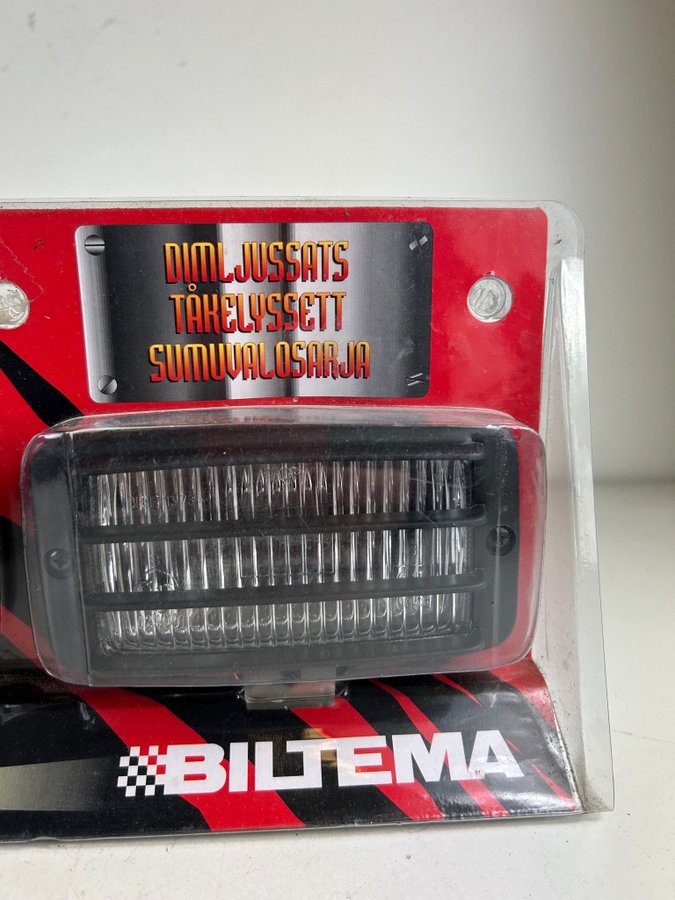 DIMLJUSSATS
TÅKELYSSETT
SUMUVALOSARJA
BILTEMA